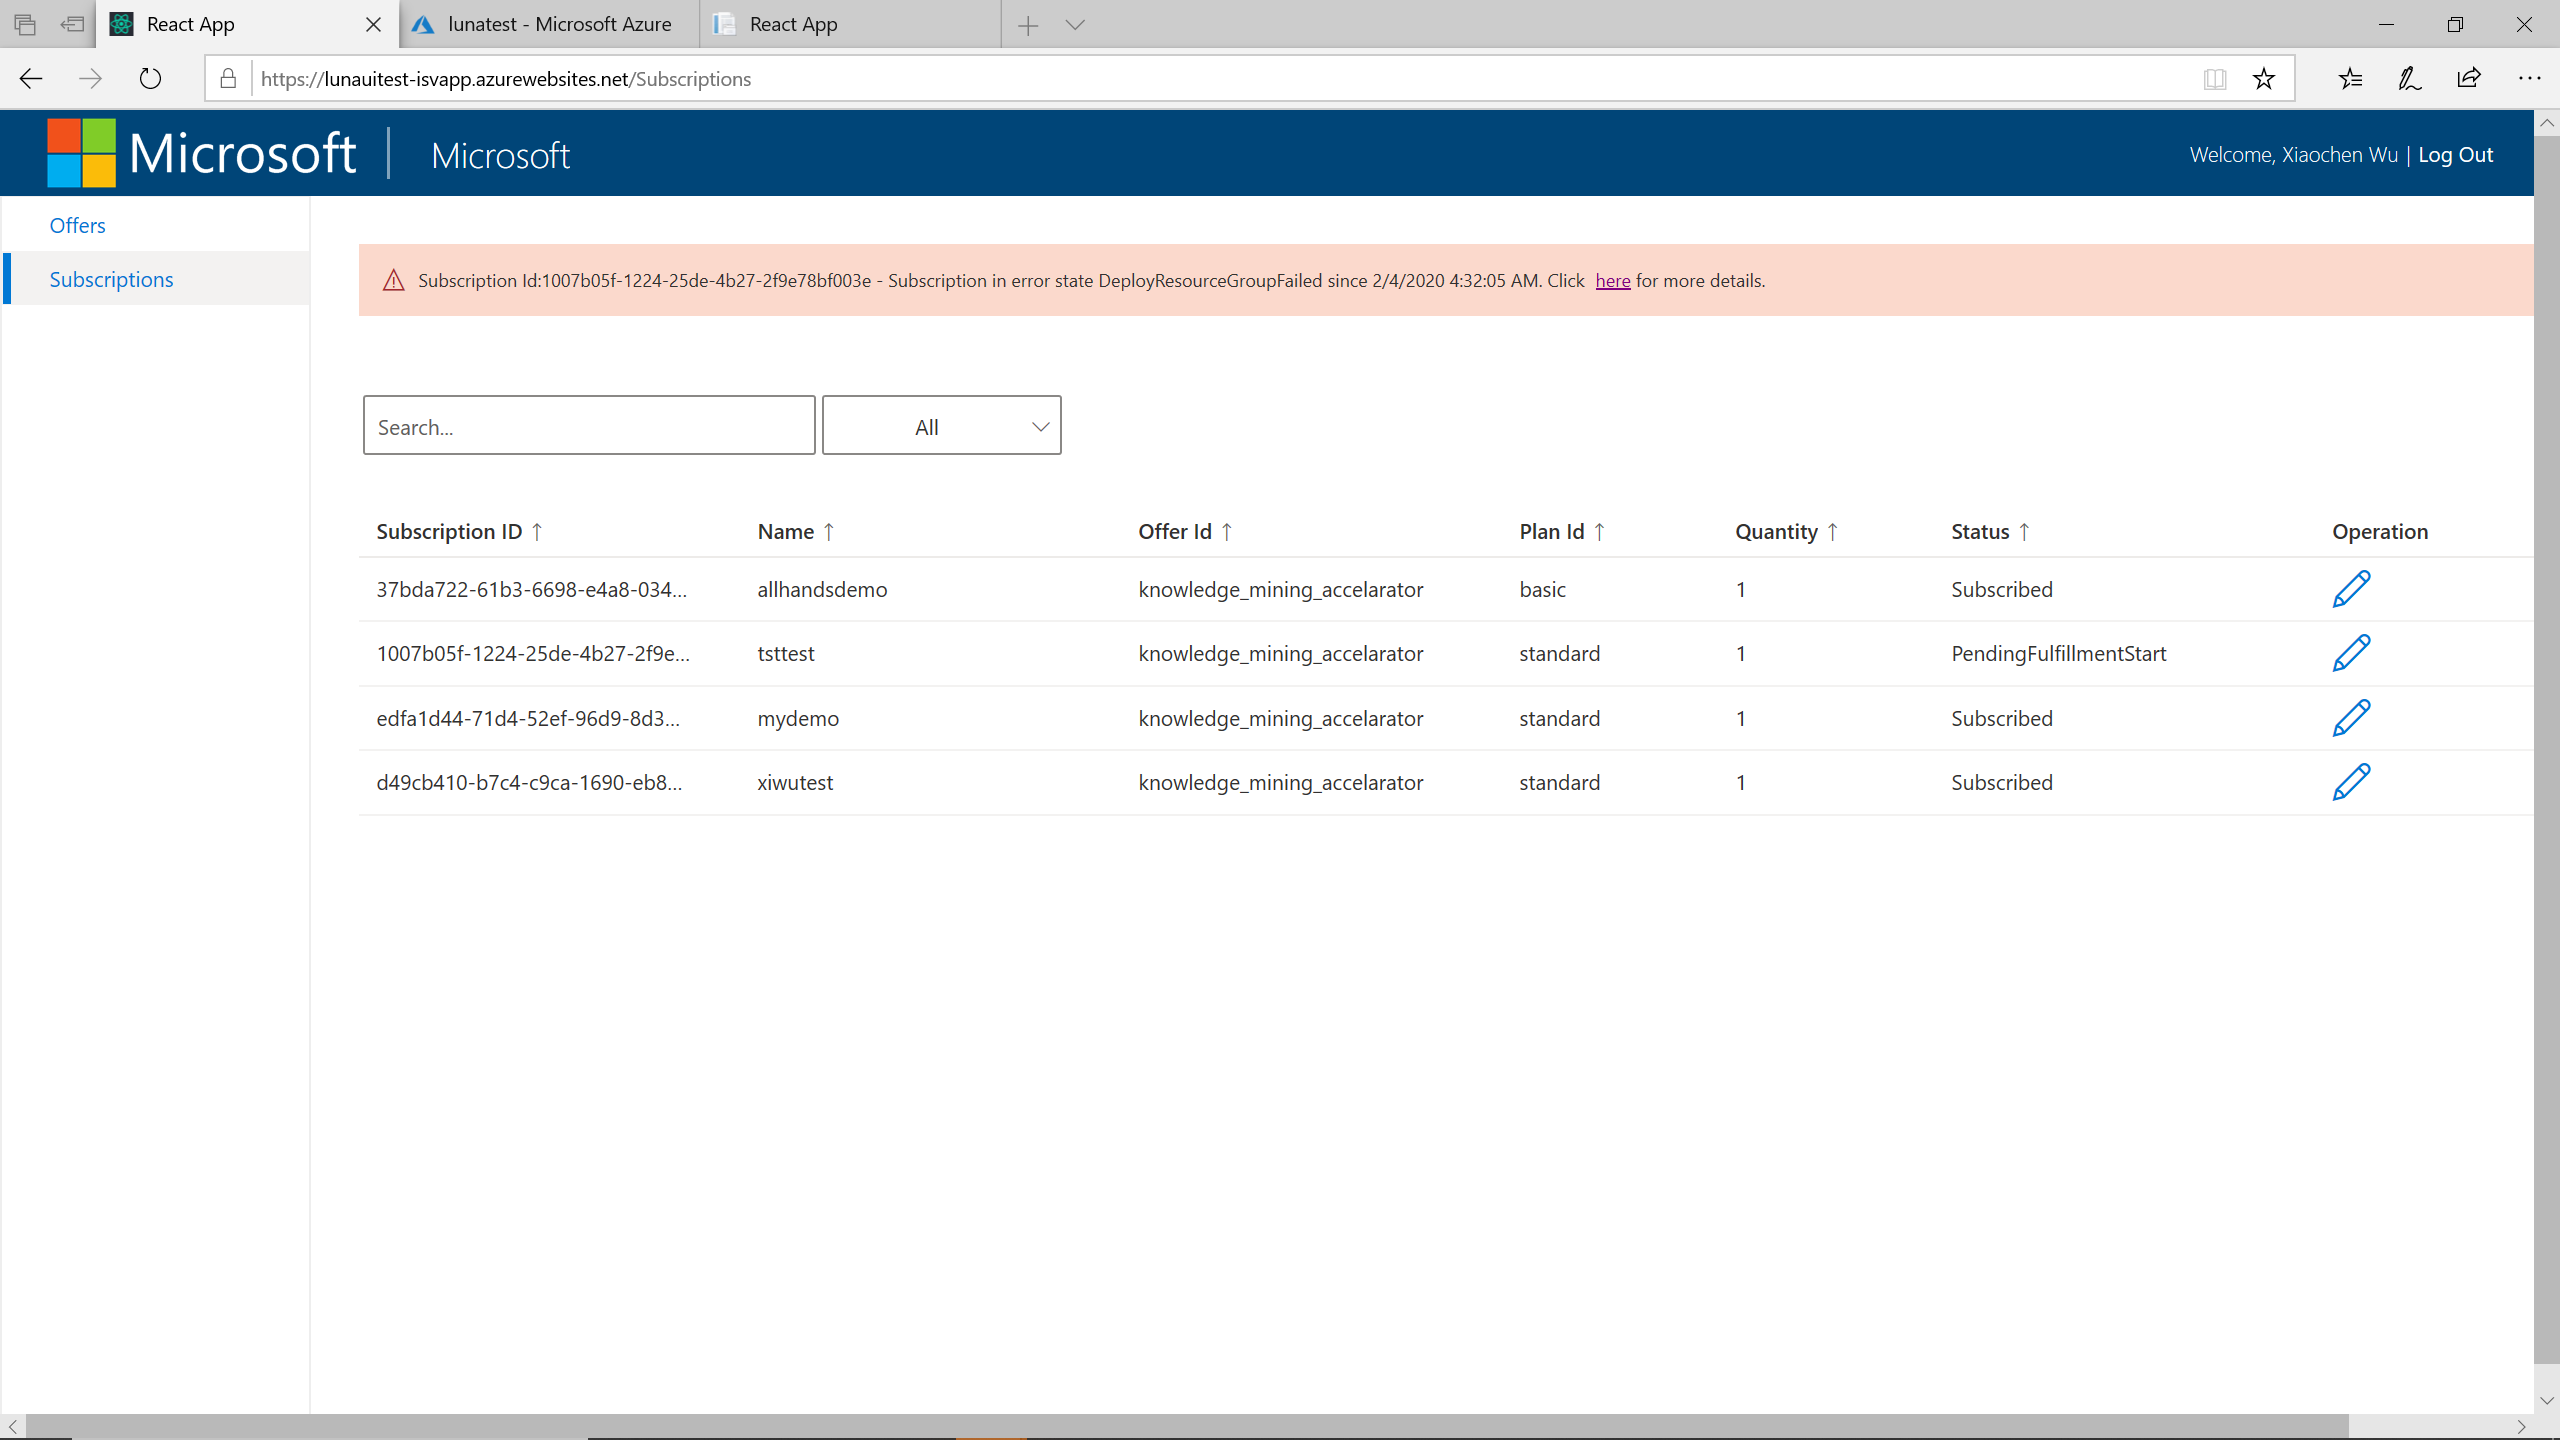 React App
lunatest - Microsoft Azure
React App
https://lunauitest-isvapp.azurewebsites.net/Subscriptions
Microsoft
Microsoft
Welcome, Xiaochen Wu | Log Out
Offers
Subscriptions
Subscription Id:1007b05f-1224-25de-4b27-2f9e78bf003e - Subscription in error state DeployResourceGroupFailed since 2/4/2020 4:32:05 AM. Click here for more details.
Search...
All
Subscription ID ↑ Name ↑ Offer Id ↑ Plan Id ↑ Quantity ↑ Status ↑ Operation
37bda722-61b3-6698-e4a8-034... allhandsdemo knowledge_mining_accelarator basic 1 Subscribed
1007b05f-1224-25de-4b27-2f9e... tsttest knowledge_mining_accelarator standard 1 PendingFulfillmentStart
edfa1d44-71d4-52ef-96d9-8d3... mydemo knowledge_mining_accelarator standard 1 Subscribed
d49cb410-b7c4-c9ca-1690-eb8... xiwutest knowledge_mining_accelarator standard 1 Subscribed